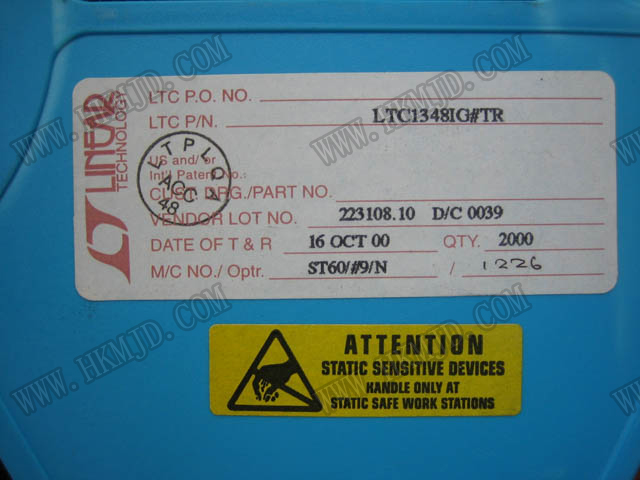 LINEAR
TECHNOLOGY
LTC P.O. NO.
LTC P/N. LTC1348IG#TR
US and/or
Int'l Patent No.:
CUST. DRG./PART NO.
VENDOR LOT NO. 223108.10 D/C 0039
DATE OF T & R 16 OCT 00 QTY. 2000
M/C NO./ Optr. ST60/#9/N / 1226
ACC
48
ATTENTION
STATIC SENSITIVE DEVICES
HANDLE ONLY AT
STATIC SAFE WORK STATIONS
WWW.HKMJD.COM
WWW.HKMJD.COM
WWW.HKMJD.COM
WWW.HKMJD.COM
WWW.HKMJD.COM